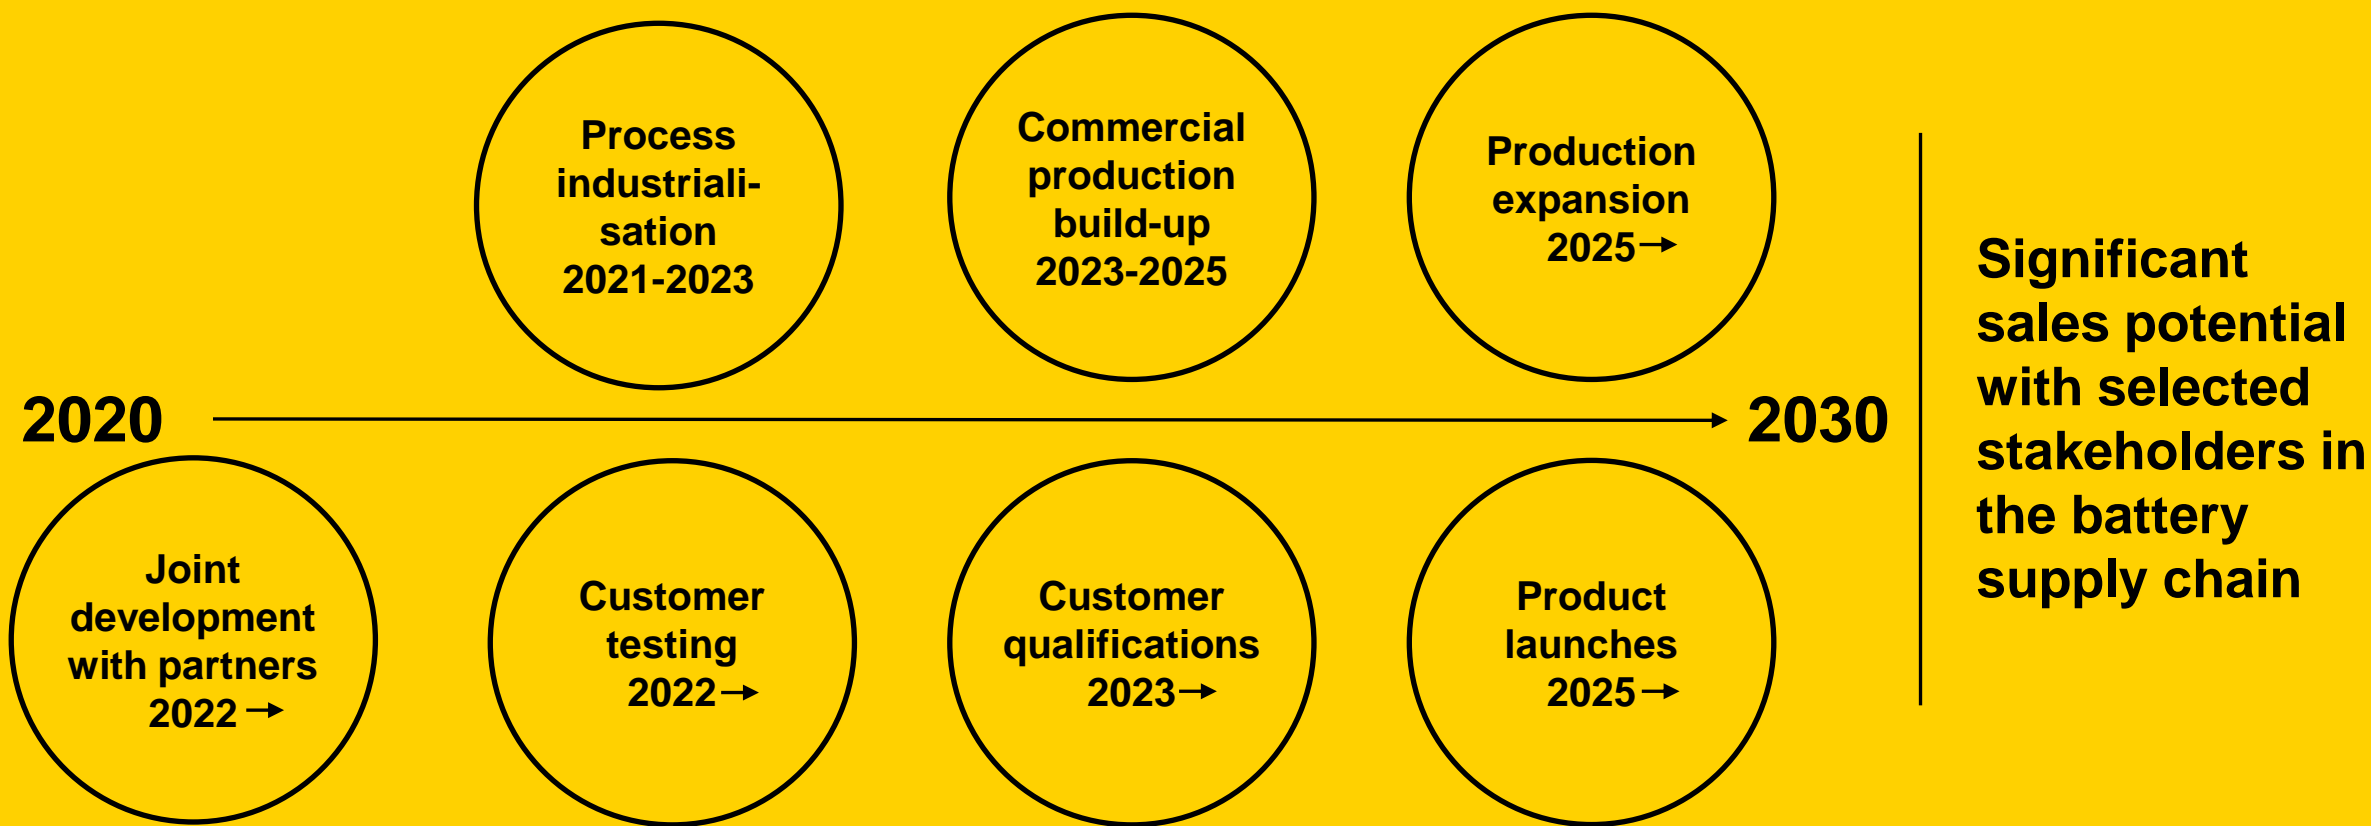 Process
industriali-
sation
2021-2023
Commercial
production
build-up
2023-2025
Production
expansion
2025→
2020
2030
Joint
development
with partners
2022 →
Customer
testing
2022→
Customer
qualifications
2023→
Product
launches
2025→
Significant
sales potential
with selected
stakeholders in
the battery
supply chain